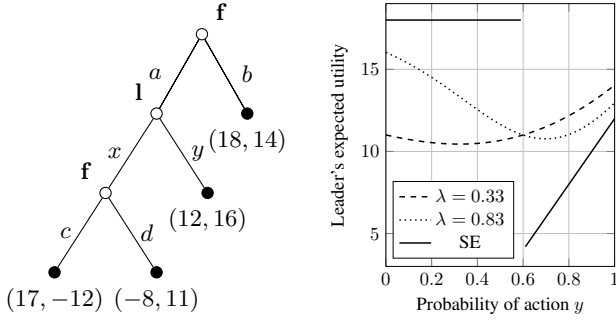 f
a
b
l
(18, 14)
x
y
f
(12, 16)
c
d
(17, −12)
(−8, 11)
Leader's expected utility
15
10
5
λ = 0.33
λ = 0.83
SE
0
0.2
0.4
0.6
0.8
1
Probability of action y